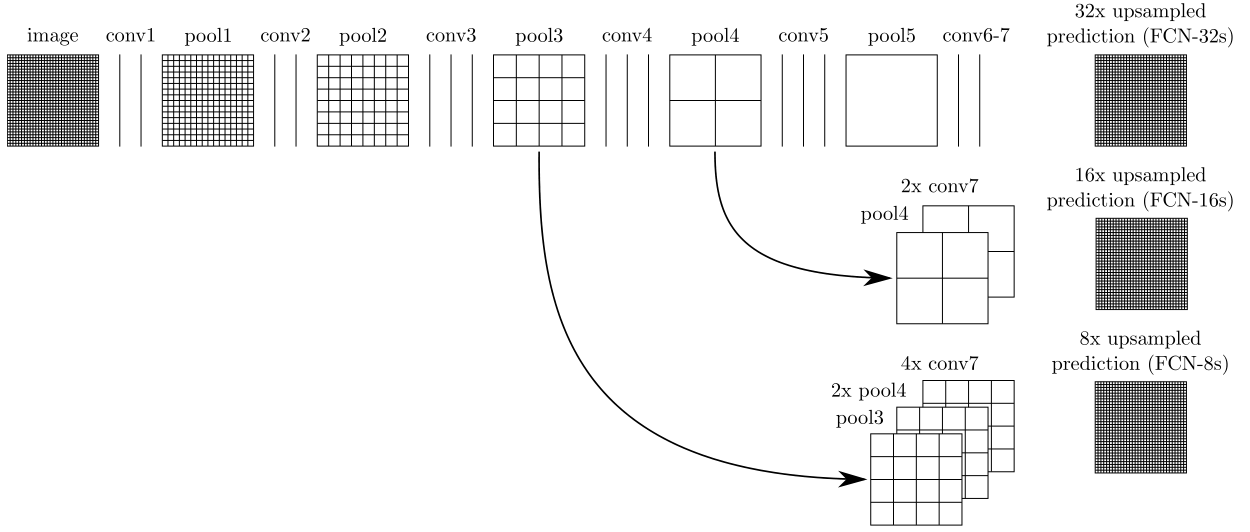 image
conv1
pool1
conv2
pool2
conv3
pool3
conv4
pool4
conv5
pool5
conv6-7
32x upsampled
prediction (FCN-32s)
2x conv7
pool4
16x upsampled
prediction (FCN-16s)
4x conv7
2x pool4
pool3
8x upsampled
prediction (FCN-8s)